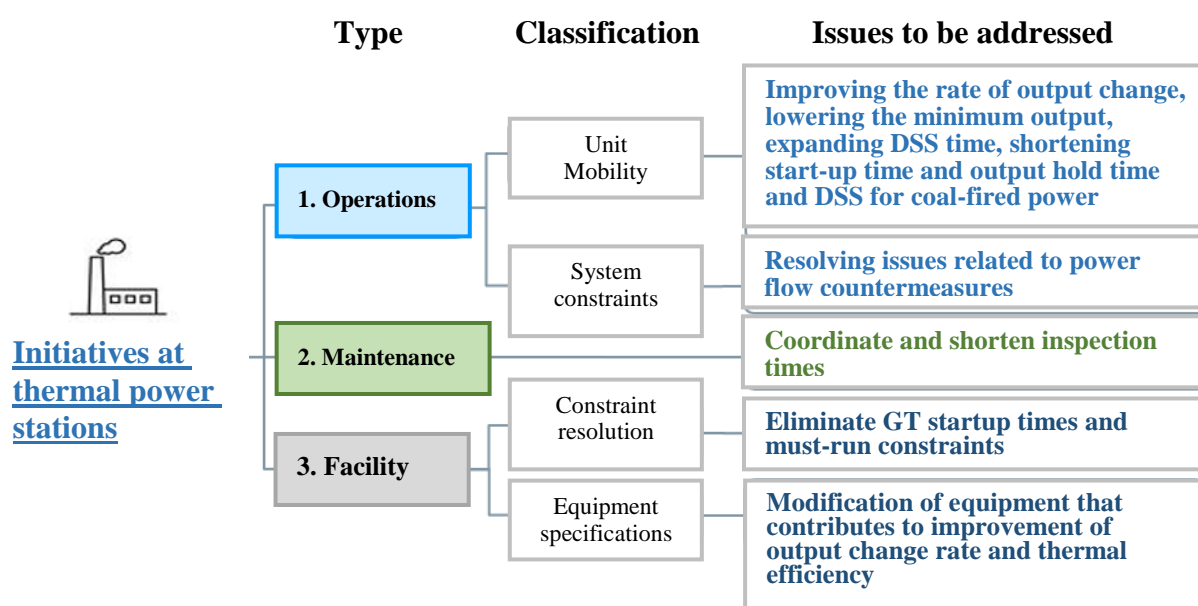 Type
Classification
Issues to be addressed
Initiatives at
thermal power
stations
1. Operations
Unit
Mobility
Improving the rate of output change,
lowering the minimum output,
expanding DSS time, shortening
start-up time and output hold time
and DSS for coal-fired power
System
constraints
Resolving issues related to power
flow countermeasures
2. Maintenance
Coordinate and shorten inspection
times
3. Facility
Constraint
resolution
Eliminate GT startup times and
must-run constraints
Equipment
specifications
Modification of equipment that
contributes to improvement of
output change rate and thermal
efficiency